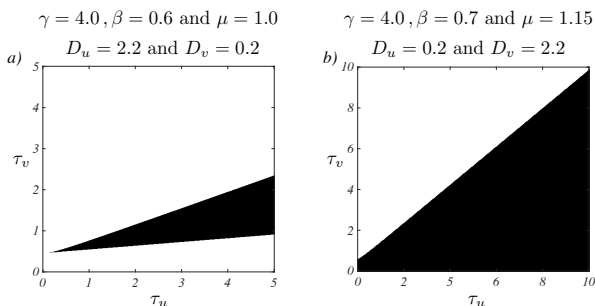 γ = 4.0 , β = 0.6 and μ = 1.0
D_u = 2.2 and D_v = 0.2
a)
5
4
3
2
1
0
τ_v
0 1 2 3 4 5
τ_u
γ = 4.0 , β = 0.7 and μ = 1.15
D_u = 0.2 and D_v = 2.2
b)
10
8
6
4
2
0
τ_v
0 2 4 6 8 10
τ_u